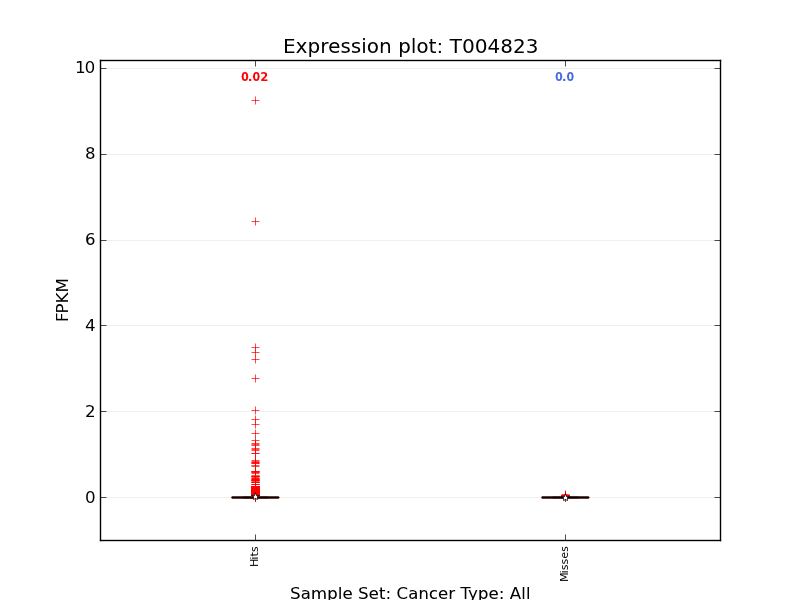 Expression plot: T004823
10
0.02
0.0
8
6
4
2
0
FPKM
Hits
Misses
Sample Set: Cancer Type: All